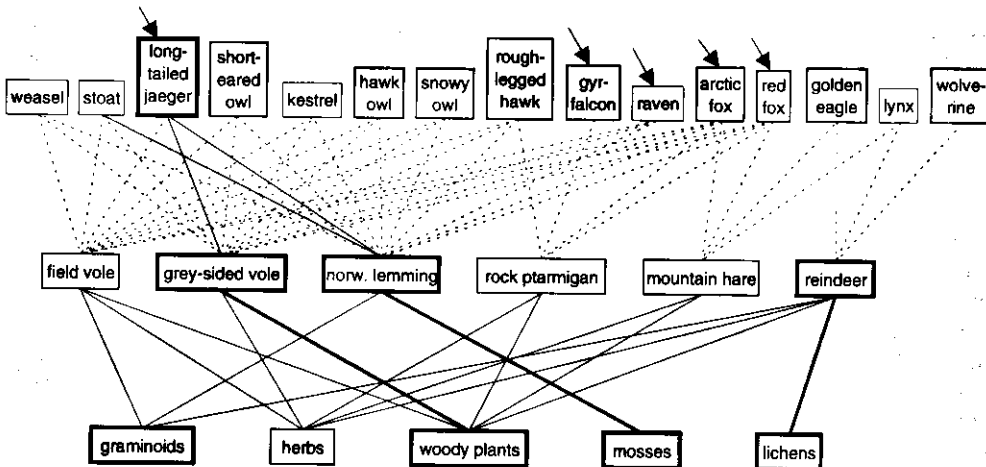 weasel
stoat
long-
tailed
jaeger
short-
eared
owl
kestrel
hawk
owl
snowy
owl
rough-
legged
hawk
gyr-
falcon
raven
arctic
fox
red
fox
golden
eagle
lynx
wolve-
rine
field vole
grey-sided vole
norw. lemming
rock ptarmigan
mountain hare
reindeer
graminoids
herbs
woody plants
mosses
lichens